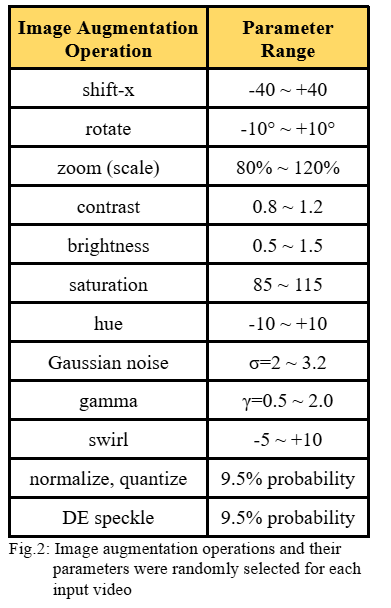 Image Augmentation Operation Parameter Range
shift-x -40 ~ +40
rotate -10° ~ +10°
zoom (scale) 80% ~ 120%
contrast 0.8 ~ 1.2
brightness 0.5 ~ 1.5
saturation 85 ~ 115
hue -10 ~ +10
Gaussian noise σ=2 ~ 3.2
gamma γ=0.5 ~ 2.0
swirl -5 ~ +10
normalize, quantize 9.5% probability
DE speckle 9.5% probability
Fig.2: Image augmentation operations and their
parameters were randomly selected for each
input video